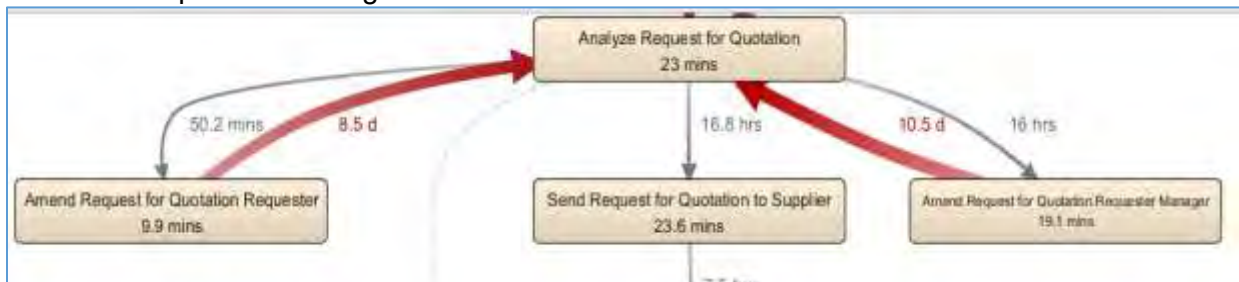 Analyze Request for Quotation
23 mins
50.2 mins
8.5 d
16.8 hrs
10.5 d
16 hrs
Amend Request for Quotation Requester
9.9 mins
Send Request for Quotation to Supplier
23.6 mins
Amend Request for Quotation Requester Manager
19.1 mins